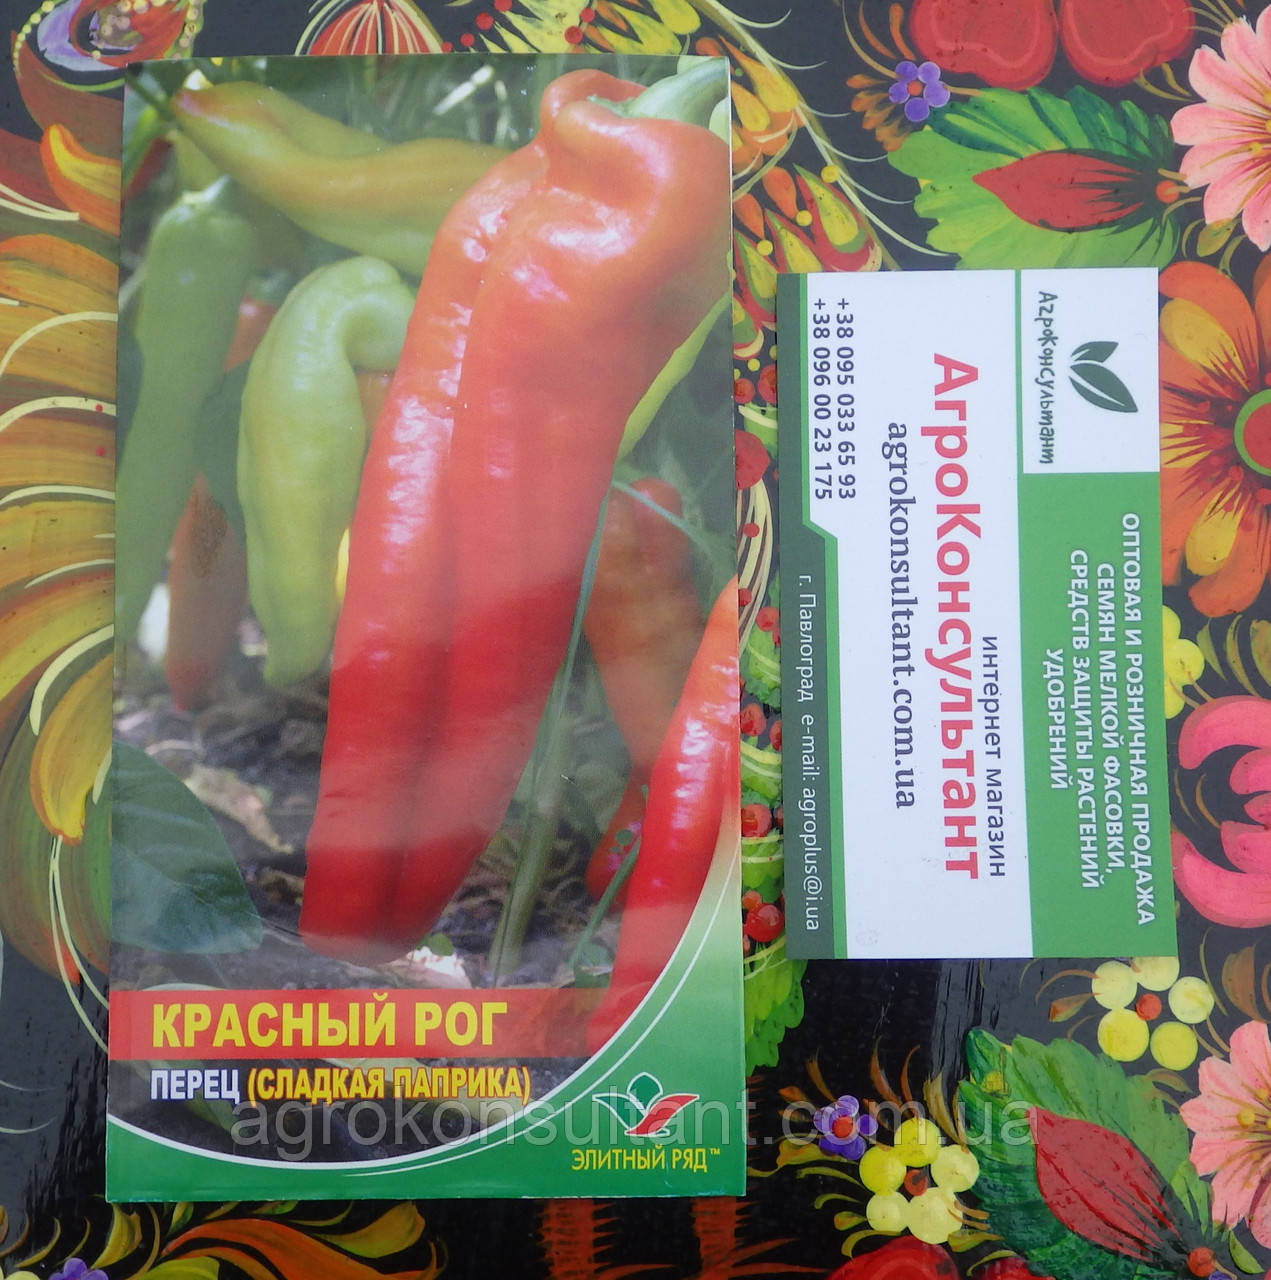 КРАСНЫЙ РОГ
ПЕРЕЦ (СЛАДКАЯ ПАПРИКА)
ЭЛИТНЫЙ РЯД™
АгроКонсультант
ОПТОВАЯ И РОЗНИЧНАЯ ПРОДАЖА
СЕМЯН МЕЛКОЙ ФАСОВКИ,
СРЕДСТВ ЗАЩИТЫ РАСТЕНИЙ
УДОБРЕНИЙ
интернет магазин
АгроКонсультант
agrokonsultant.com.ua
+38 095 033 65 93
+38 096 00 23 175
г. Павлоград e-mail: agroplus@i.ua
agrokonsultant.com.ua